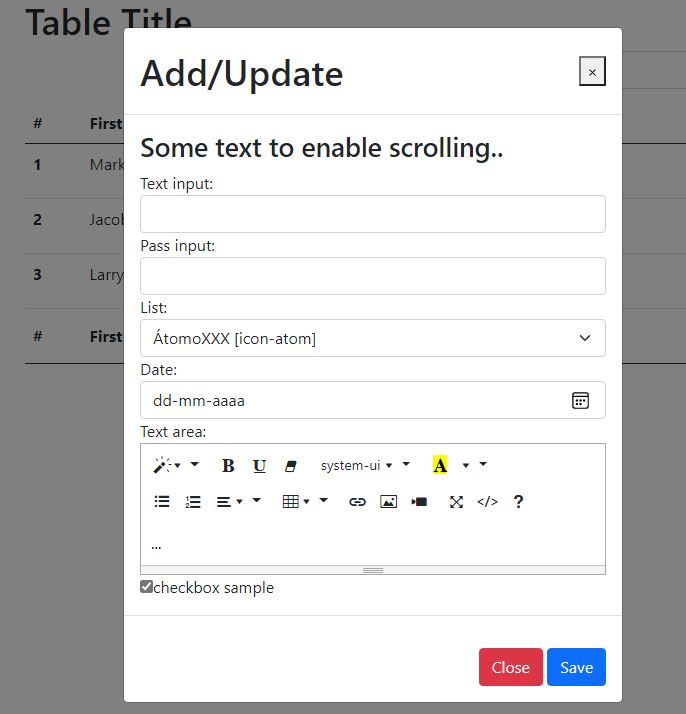 Table Title
Add/Update ×
# First
Some text to enable scrolling..
1 Mark
Text input:
2 Jacob
Pass input:
3 Larry
List:
# First
ÁtomoXXX [icon-atom]
Date:
dd-mm-aaaa
Text area:
B U system-ui A
</> ?
...
checkbox sample
Close Save